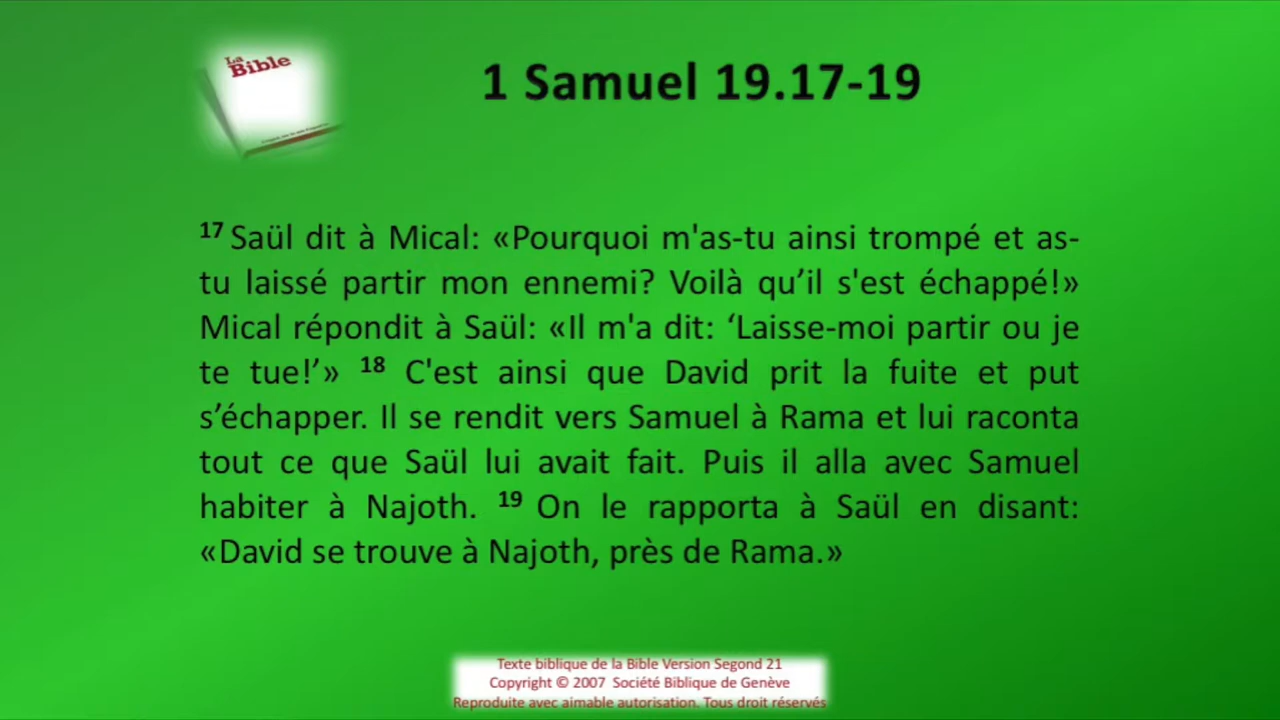 La
Bible
1 Samuel 19.17-19
17 Saül dit à Mical: «Pourquoi m'as-tu ainsi trompé et as-
tu laissé partir mon ennemi? Voilà qu’il s'est échappé!»
Mical répondit à Saül: «Il m'a dit: ‘Laisse-moi partir ou je
te tue!’» 18 C'est ainsi que David prit la fuite et put
s’échapper. Il se rendit vers Samuel à Rama et lui raconta
tout ce que Saül lui avait fait. Puis il alla avec Samuel
habiter à Najoth. 19 On le rapporta à Saül en disant:
«David se trouve à Najoth, près de Rama.»
Texte biblique de la Bible Version Segond 21
Copyright © 2007 Société Biblique de Genève
Reproduite avec aimable autorisation. Tous droit réservés